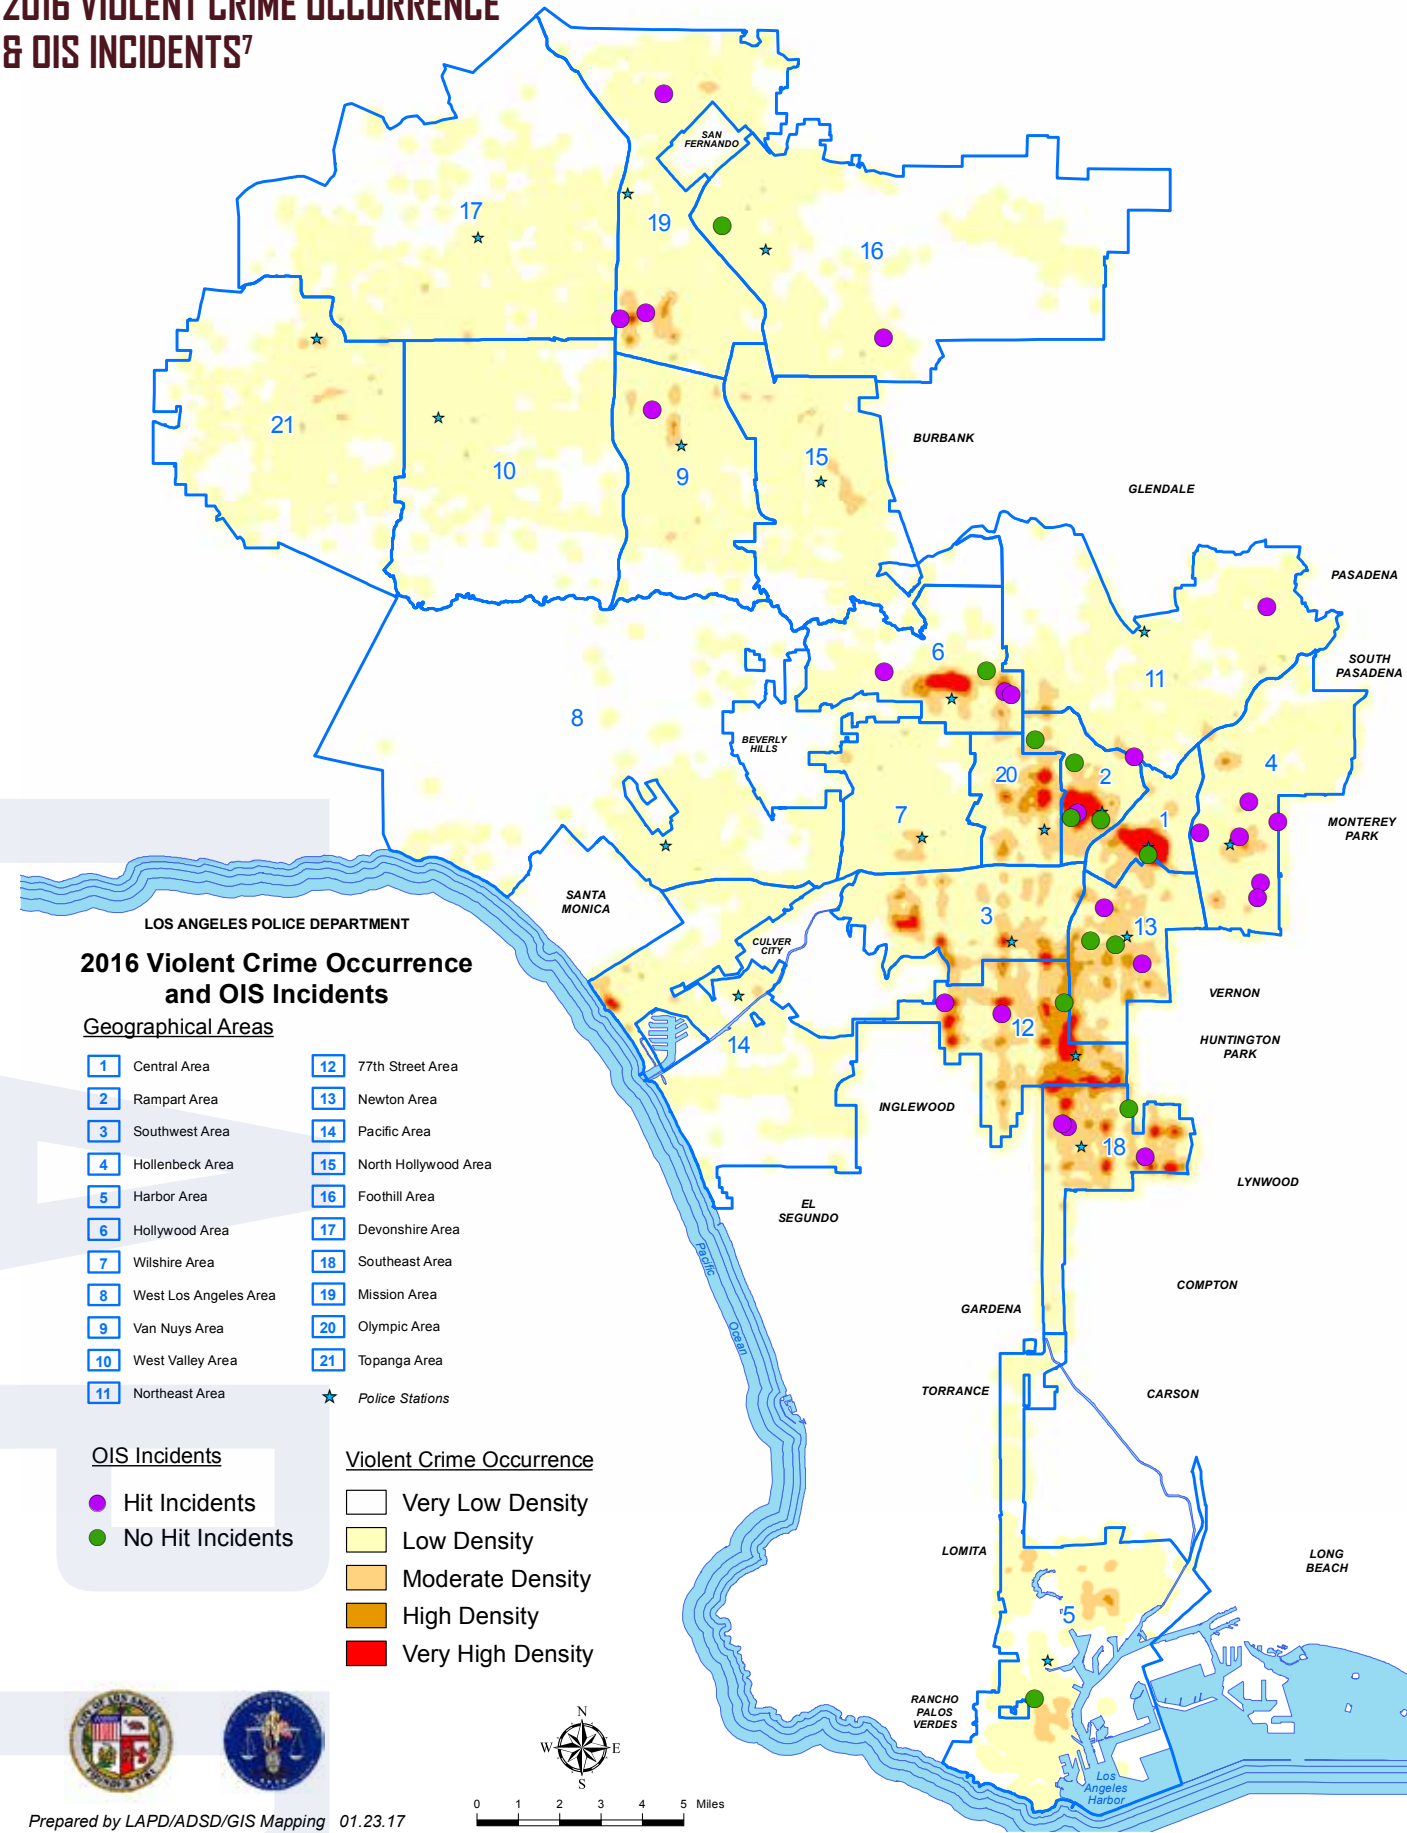 2016 VIOLENT CRIME OCCURRENCE
& OIS INCIDENTS7
SAN
FERNANDO
17
19
16
21
10
9
15
BURBANK
GLENDALE
PASADENA
SOUTH
PASADENA
6
11
8
BEVERLY
HILLS
20
2
4
7
1
MONTEREY
PARK
SANTA
MONICA
3
13
CULVER
CITY
VERNON
12
14
HUNTINGTON
PARK
INGLEWOOD
18
LYNWOOD
EL
SEGUNDO
Pacific
Ocean
COMPTON
GARDENA
TORRANCE
CARSON
LOMITA
LONG
BEACH
5
RANCHO
PALOS
VERDES
Los
Angeles
Harbor
LOS ANGELES POLICE DEPARTMENT
2016 Violent Crime Occurrence
and OIS Incidents
Geographical Areas
1 Central Area
2 Rampart Area
3 Southwest Area
4 Hollenbeck Area
5 Harbor Area
6 Hollywood Area
7 Wilshire Area
8 West Los Angeles Area
9 Van Nuys Area
10 West Valley Area
11 Northeast Area
12 77th Street Area
13 Newton Area
14 Pacific Area
15 North Hollywood Area
16 Foothill Area
17 Devonshire Area
18 Southeast Area
19 Mission Area
20 Olympic Area
21 Topanga Area
Police Stations
OIS Incidents
Hit Incidents
No Hit Incidents
Violent Crime Occurrence
Very Low Density
Low Density
Moderate Density
High Density
Very High Density
CITY OF LOS ANGELES
N
W E
S
0 1 2 3 4 5 Miles
Prepared by LAPD/ADSD/GIS Mapping 01.23.17